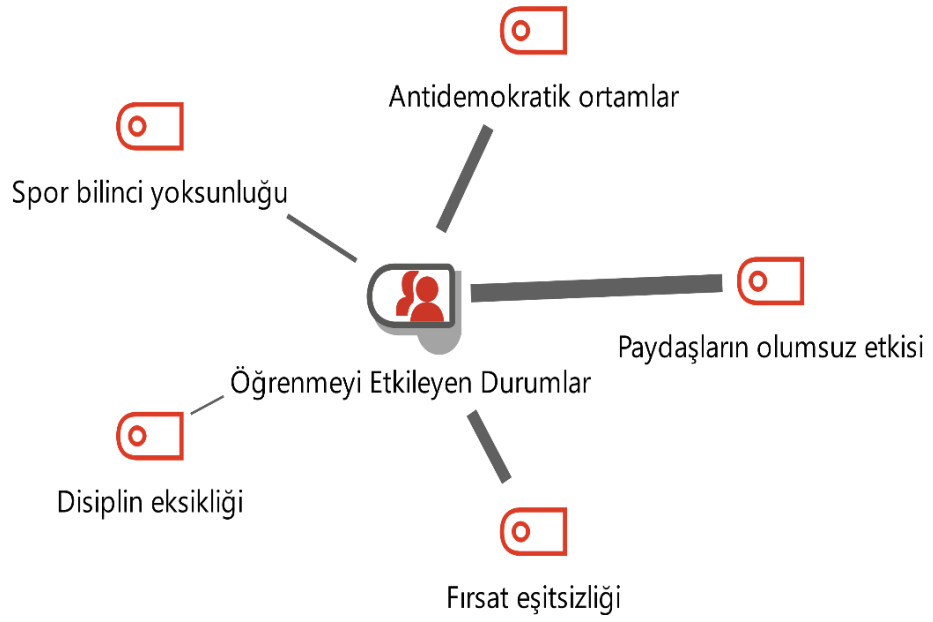 Antidemokratik ortamlar
Spor bilinci yoksunluğu
Paydaşların olumsuz etkisi
Öğrenmeyi Etkileyen Durumlar
Disiplin eksikliği
Fırsat eşitsizliği